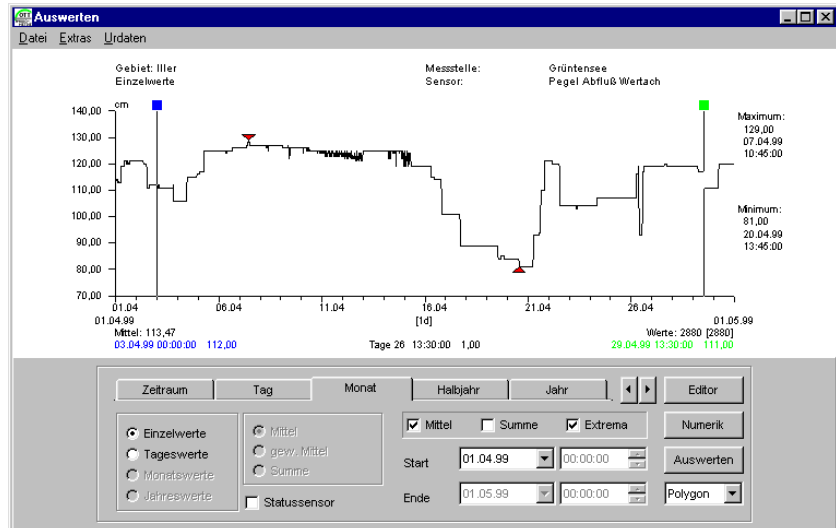 OTT
Auswerten
Datei Extras Urdaten
Gebiet: Iller Messstelle: Grüntensee
Einzelwerte Sensor: Pegel Abfluß Wertach
cm
140,00
130,00
120,00
110,00
100,00
90,00
80,00
70,00
Maximum:
129,00
07.04.99
10:45:00
Minimum:
81,00
20.04.99
13:45:00
01.04 06.04 11.04 16.04 21.04 26.04
01.04.99 [1d] 01.05.99
Mittel: 113,47 Werte: 2880 [2880]
03.04.99 00:00:00 112,00 Tage 26 13:30:00 1,00 29.04.99 13:30:00 111,00
Zeitraum Tag Monat Halbjahr Jahr Editor
Einzelwerte Mittel Mittel Summe Extrema Numerik
Tageswerte gew. Mittel Start 01.04.99 00:00:00 Auswerten
Monatswerte Summe
Jahreswerte Statussensor Ende 01.05.99 00:00:00 Polygon